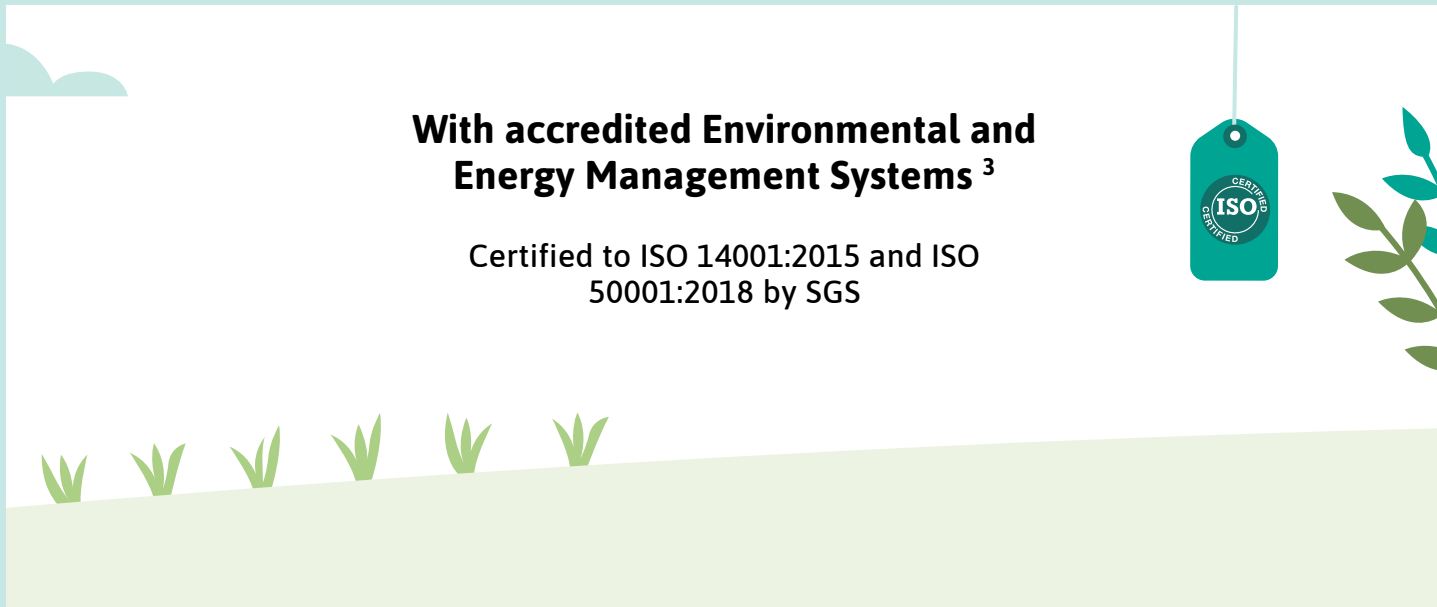 With accredited Environmental and
Energy Management Systems ³
Certified to ISO 14001:2015 and ISO
50001:2018 by SGS
CERTIFIED
ISO
CERTIFIED